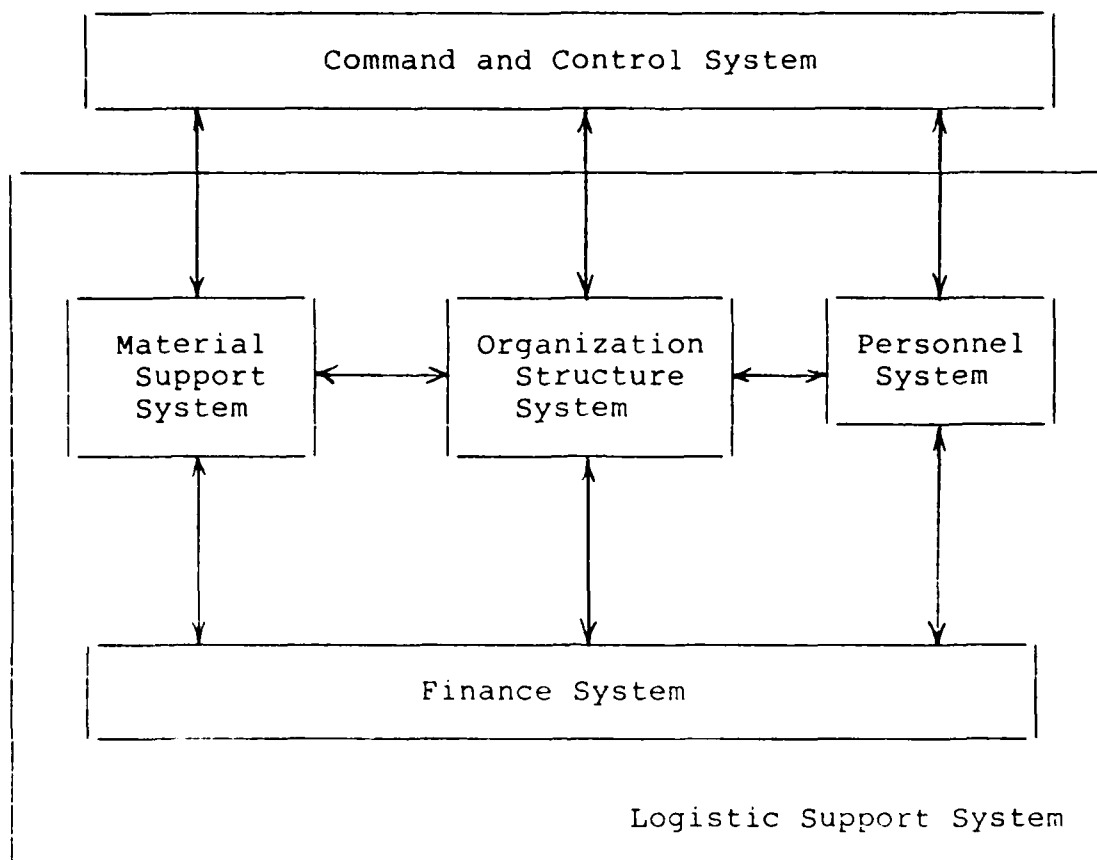 Command and Control System
Material
Support
System
Organization
Structure
System
Personnel
System
Finance System
Logistic Support System